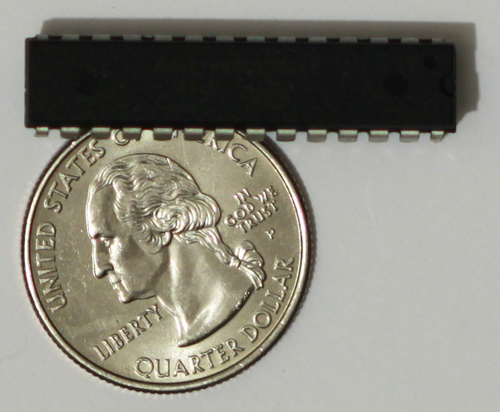 UNITED STATES OF AMERICA
IN
GOD WE
TRUST
P
LIBERTY
QUARTER DOLLAR